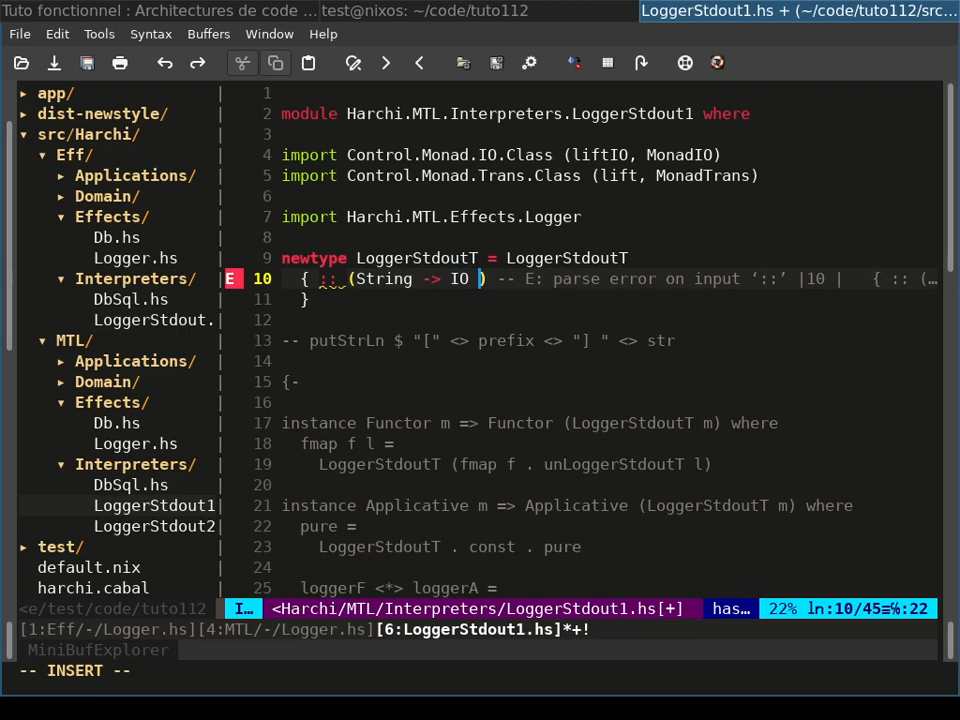 Tuto fonctionnel : Architectures de code ... test@nixos: ~/code/tuto112 LoggerStdout1.hs + (~/code/tuto112/src...
File Edit Tools Syntax Buffers Window Help
▸ app/ | 1
▸ dist-newstyle/ | 2 module Harchi.MTL.Interpreters.LoggerStdout1 where
▾ src/Harchi/ | 3
▾ Eff/ | 4 import Control.Monad.IO.Class (liftIO, MonadIO)
▸ Applications/ | 5 import Control.Monad.Trans.Class (lift, MonadTrans)
▸ Domain/ | 6
▾ Effects/ | 7 import Harchi.MTL.Effects.Logger
Db.hs | 8
Logger.hs | 9 newtype LoggerStdoutT = LoggerStdoutT
▾ Interpreters/ |E 10 { :: (String -> IO ) -- E: parse error on input ‘::’ |10 | { :: (…
DbSql.hs | 11 }
LoggerStdout.| 12
▾ MTL/ | 13 -- putStrLn $ "[" <> prefix <> "] " <> str
▸ Applications/ | 14
▸ Domain/ | 15 {-
▾ Effects/ | 16
Db.hs | 17 instance Functor m => Functor (LoggerStdoutT m) where
Logger.hs | 18 fmap f l =
▾ Interpreters/ | 19 LoggerStdoutT (fmap f . unLoggerStdoutT l)
DbSql.hs | 20
LoggerStdout1| 21 instance Applicative m => Applicative (LoggerStdoutT m) where
LoggerStdout2| 22 pure =
▸ test/ | 23 LoggerStdoutT . const . pure
default.nix | 24
harchi.cabal | 25 loggerF <*> loggerA =
<e/test/code/tuto112 I… <Harchi/MTL/Interpreters/LoggerStdout1.hs[+] has… 22% ln:10/45≡℅:22
[1:Eff/-/Logger.hs][4:MTL/-/Logger.hs][6:LoggerStdout1.hs]*+!
MiniBufExplorer
-- INSERT --